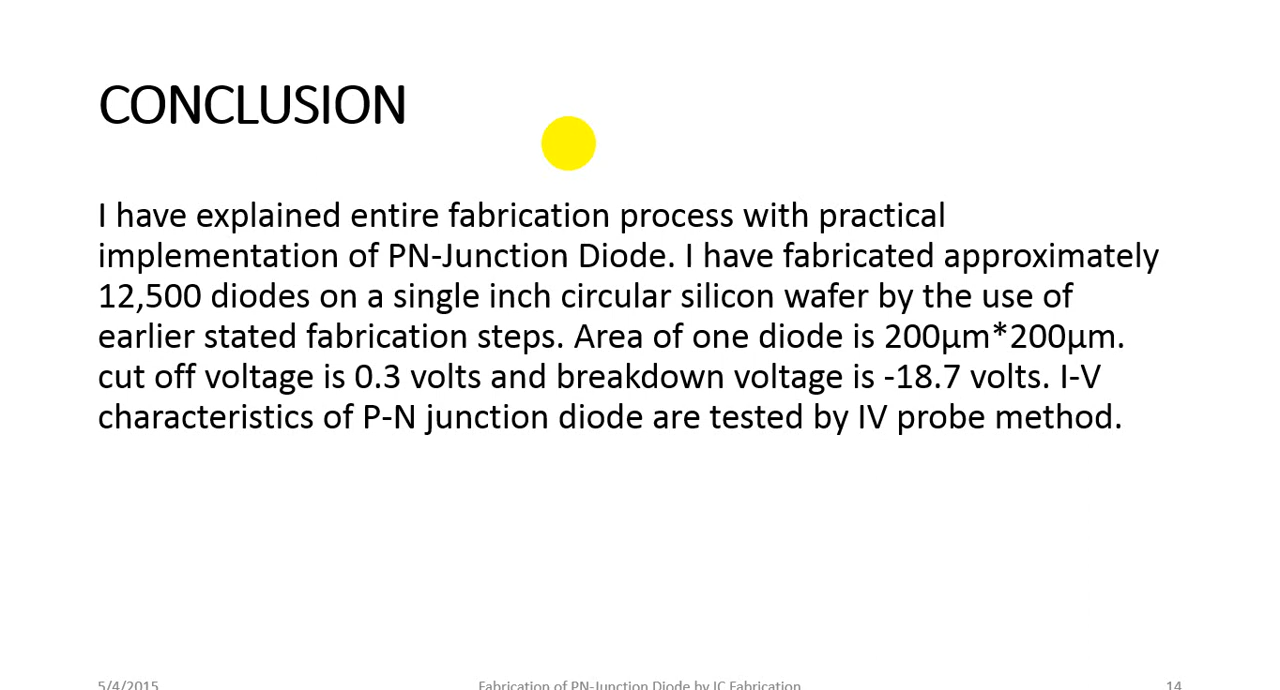 CONCLUSION
I have explained entire fabrication process with practical
implementation of PN-Junction Diode. I have fabricated approximately
12,500 diodes on a single inch circular silicon wafer by the use of
earlier stated fabrication steps. Area of one diode is 200µm*200µm.
cut off voltage is 0.3 volts and breakdown voltage is -18.7 volts. I-V
characteristics of P-N junction diode are tested by IV probe method.
5/4/2015
Fabrication of PN-Junction Diode by IC Fabrication
14